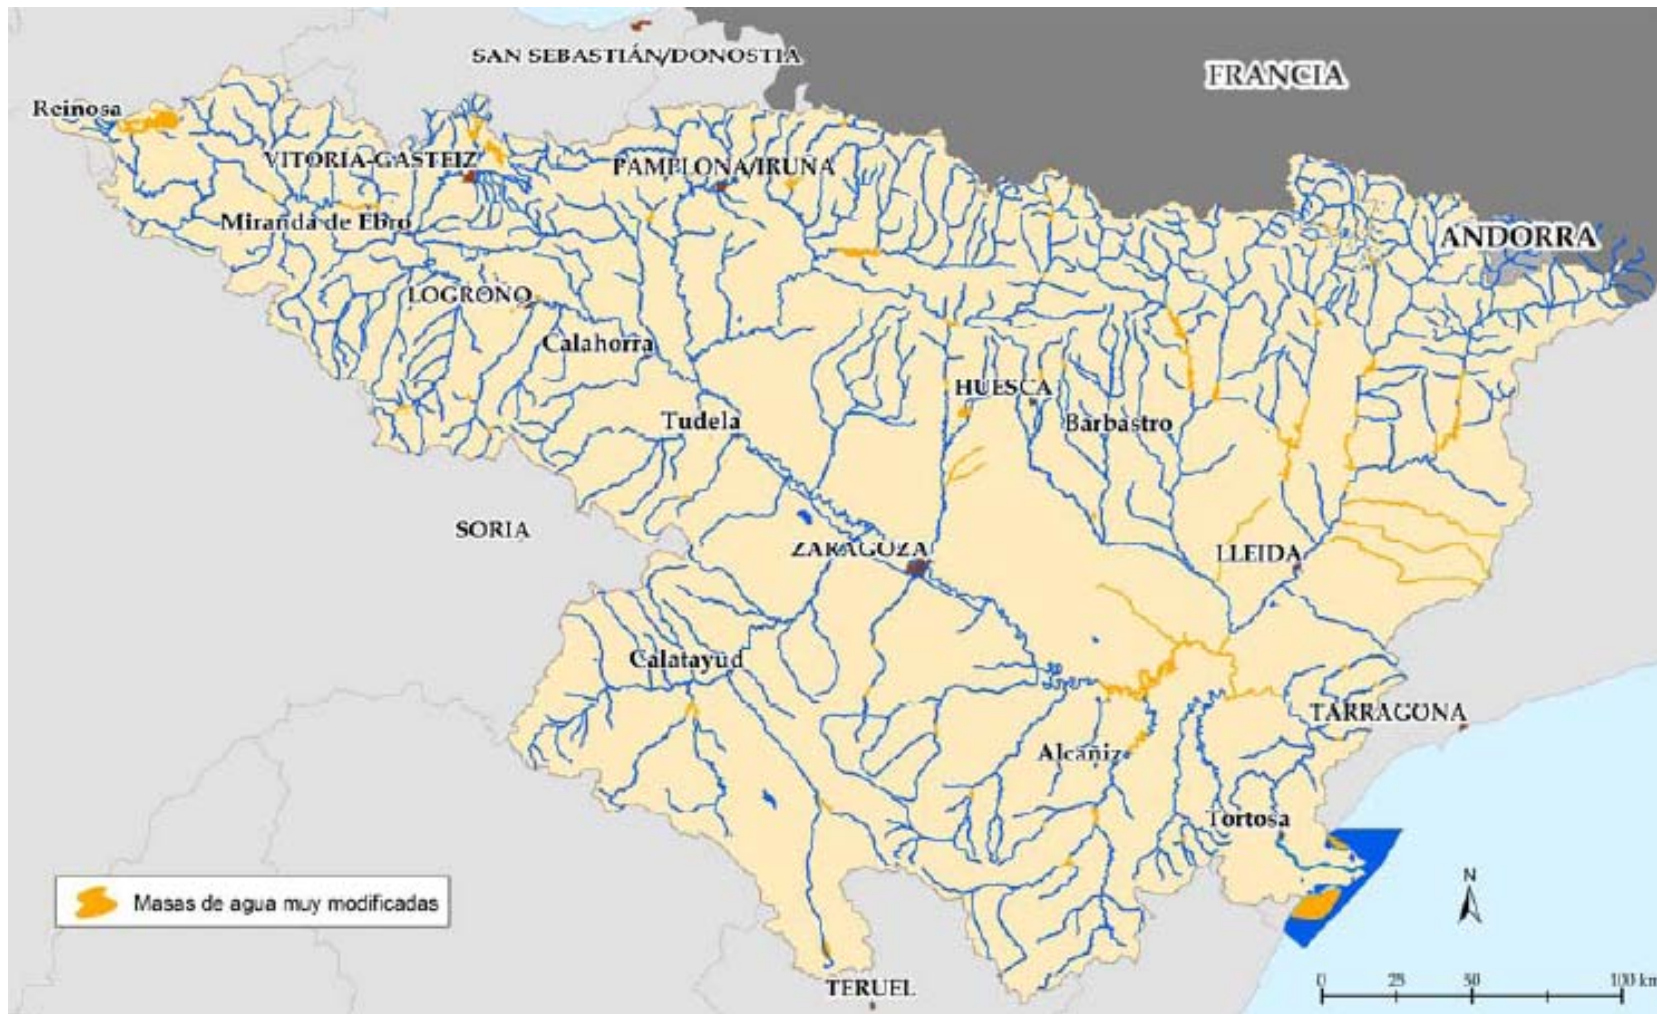 SAN SEBASTIÁN/DONOSTIA
FRANCIA
Reinosa
VITORIA-GASTEIZ
PAMPLONA/IRUÑA
Miranda de Ebro
ANDORRA
LOGROÑO
Calahorra
HUESCA
Tudela
Barbastro
SORIA
ZARAGOZA
LLEIDA
Calatayud
TARRAGONA
Alcañiz
Tortosa
Masas de agua muy modificadas
N
TERUEL
0 25 50 100 km